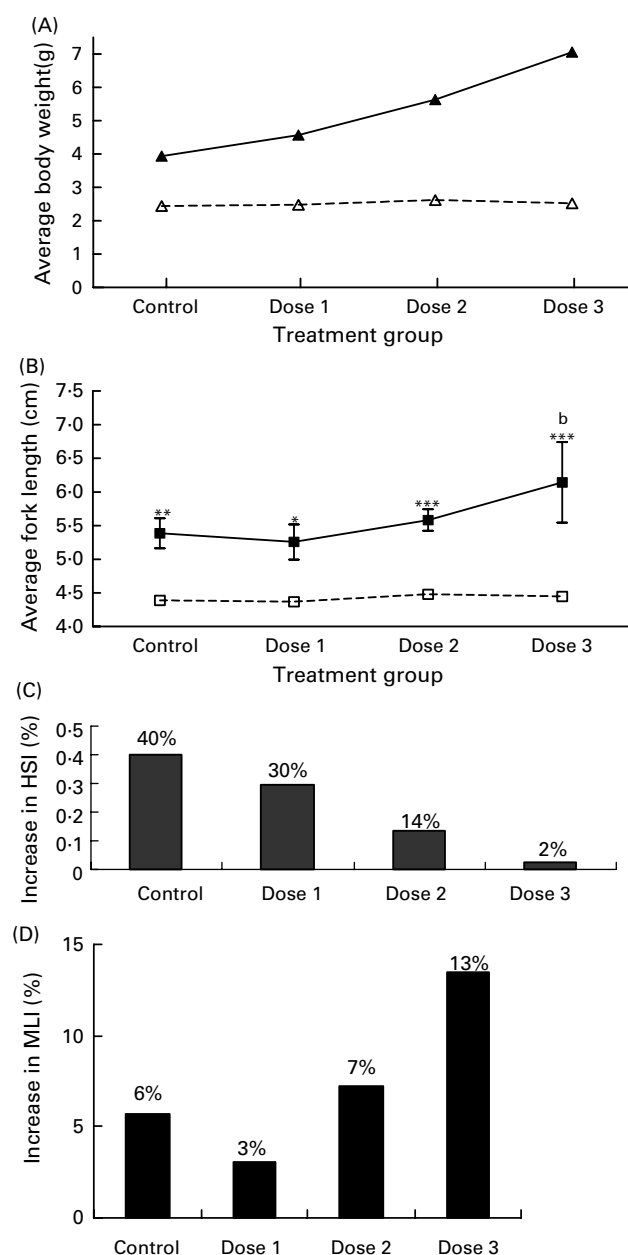 (A)
Average body weight(g)
7
6
5
4
3
2
1
0
Control Dose 1 Dose 2 Dose 3
Treatment group
(B)
Average fork length (cm)
7·5
7·0
6·5
6·0
5·5
5·0
4·5
4·0
** * *** b ***
Control Dose 1 Dose 2 Dose 3
Treatment group
(C)
Increase in HSI (%)
0·5
0·4
0·3
0·2
0·1
0
40% 30% 14% 2%
Control Dose 1 Dose 2 Dose 3
(D)
Increase in MLI (%)
15
10
5
0
6% 3% 7% 13%
Control Dose 1 Dose 2 Dose 3